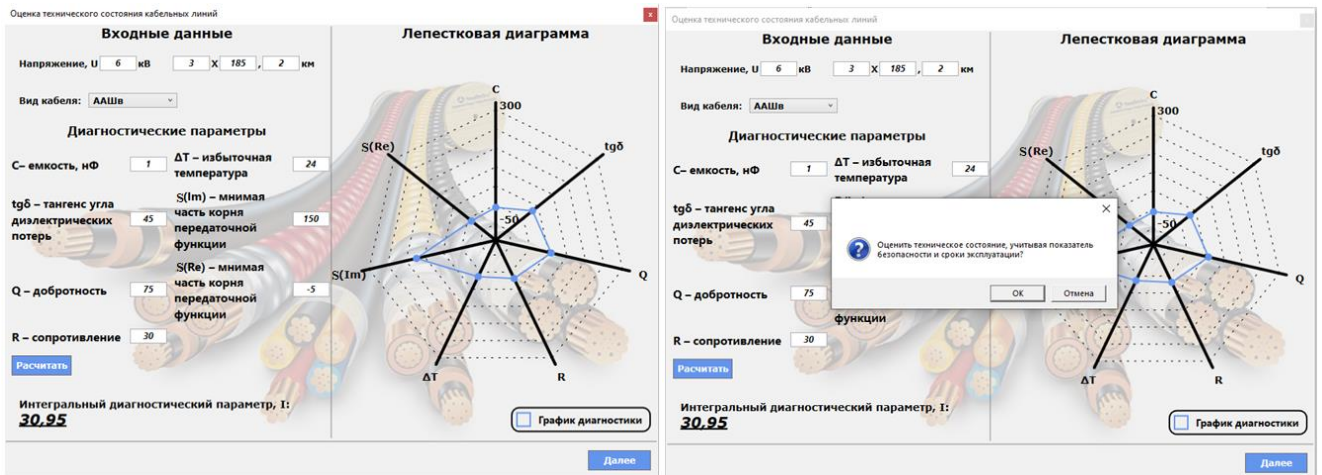 Оценка технического состояния кабельных линий
x
Входные данные
Лепестковая диаграмма
Напряжение, U 6 кВ 3 X 185 , 2 км
Вид кабеля: ААШв
Диагностические параметры
C– емкость, нФ 1
ΔT – избыточная
температура
24
tgδ – тангенс угла
диэлектрических
потерь
45
S(Im) – мнимая
часть корня
передаточной
функции
150
Q – добротность 75
S(Re) – мнимая
часть корня
передаточной
функции
-5
R – сопротивление 30
Расчитать
Интегральный диагностический параметр, I:
30,95
C
300
tgδ
S(Re)
-50
S(Im)
Q
ΔT
R
График диагностики
Далее
Оценка технического состояния кабельных линий
Входные данные
Лепестковая диаграмма
Напряжение, U 6 кВ 3 X 185 , 2 км
Вид кабеля: ААШв
Диагностические параметры
C– емкость, нФ 1
ΔT – избыточная
температура
24
tgδ – тангенс угла
диэлектрических
потерь
45
Оценить техническое состояние, учитывая показатель
безопасности и сроки эксплуатации?
OK Отмена
Q – добротность 75
функции
R – сопротивление 30
Расчитать
Интегральный диагностический параметр, I:
30,95
C
300
tgδ
S(Re)
-50
Q
ΔT
R
График диагностики
Далее